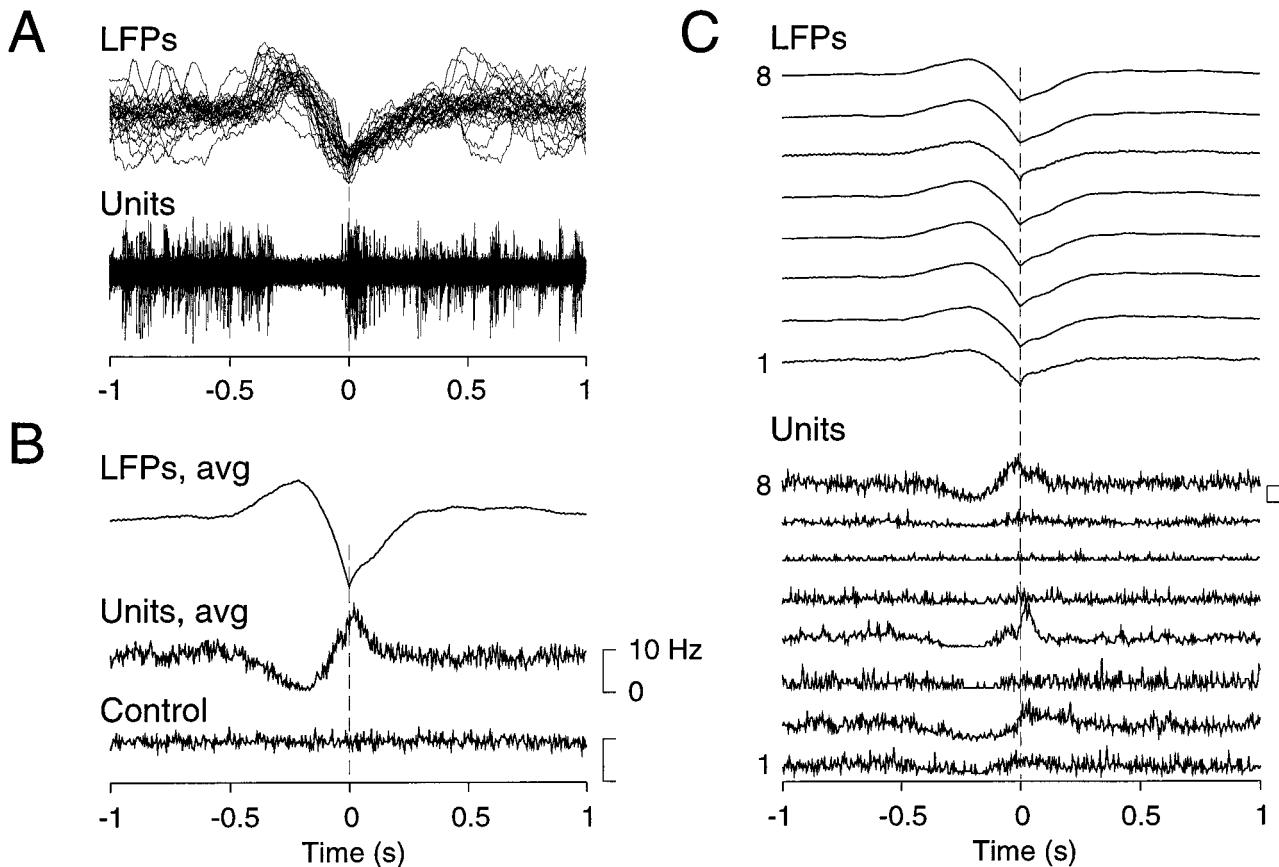 A
LFPs
Units
-1 -0.5 0 0.5 1
B
LFPs, avg
Units, avg
10 Hz
0
Control
-1 -0.5 0 0.5 1
Time (s)
C
LFPs
8
1
Units
8
1
-1 -0.5 0 0.5 1
Time (s)